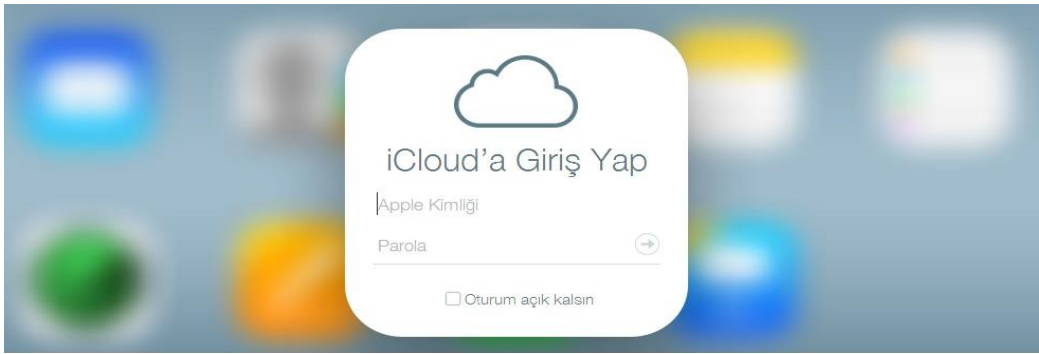 iCloud'a Giriş Yap
Apple Kimliği
Parola
Oturum açık kalsın